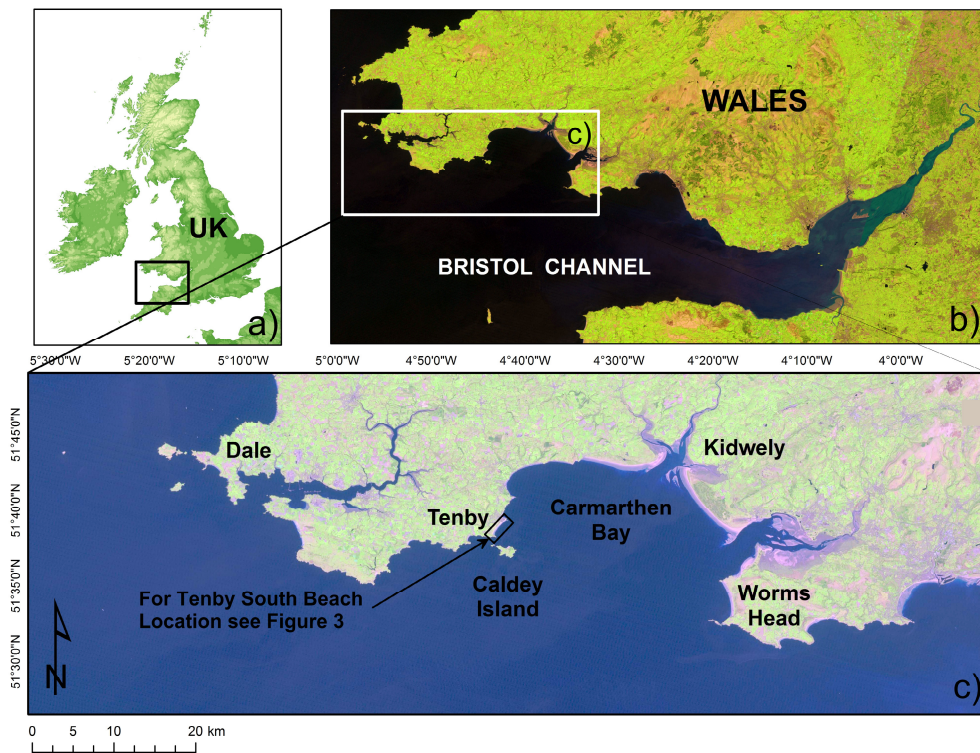 UK
a)
WALES
c)
BRISTOL CHANNEL
b)
5°30'0"W
5°20'0"W
5°10'0"W
5°00'0"W
4°50'0"W
4°40'0"W
4°30'0"W
4°20'0"W
4°10'0"W
4°00'0"W
51°45'0"N
51°40'0"N
51°35'0"N
51°30'0"N
Dale
Kidwely
Tenby
Carmarthen
Bay
Caldey
Island
For Tenby South Beach
Location see Figure 3
Worms
Head
N
c)
0 5 10 20 km